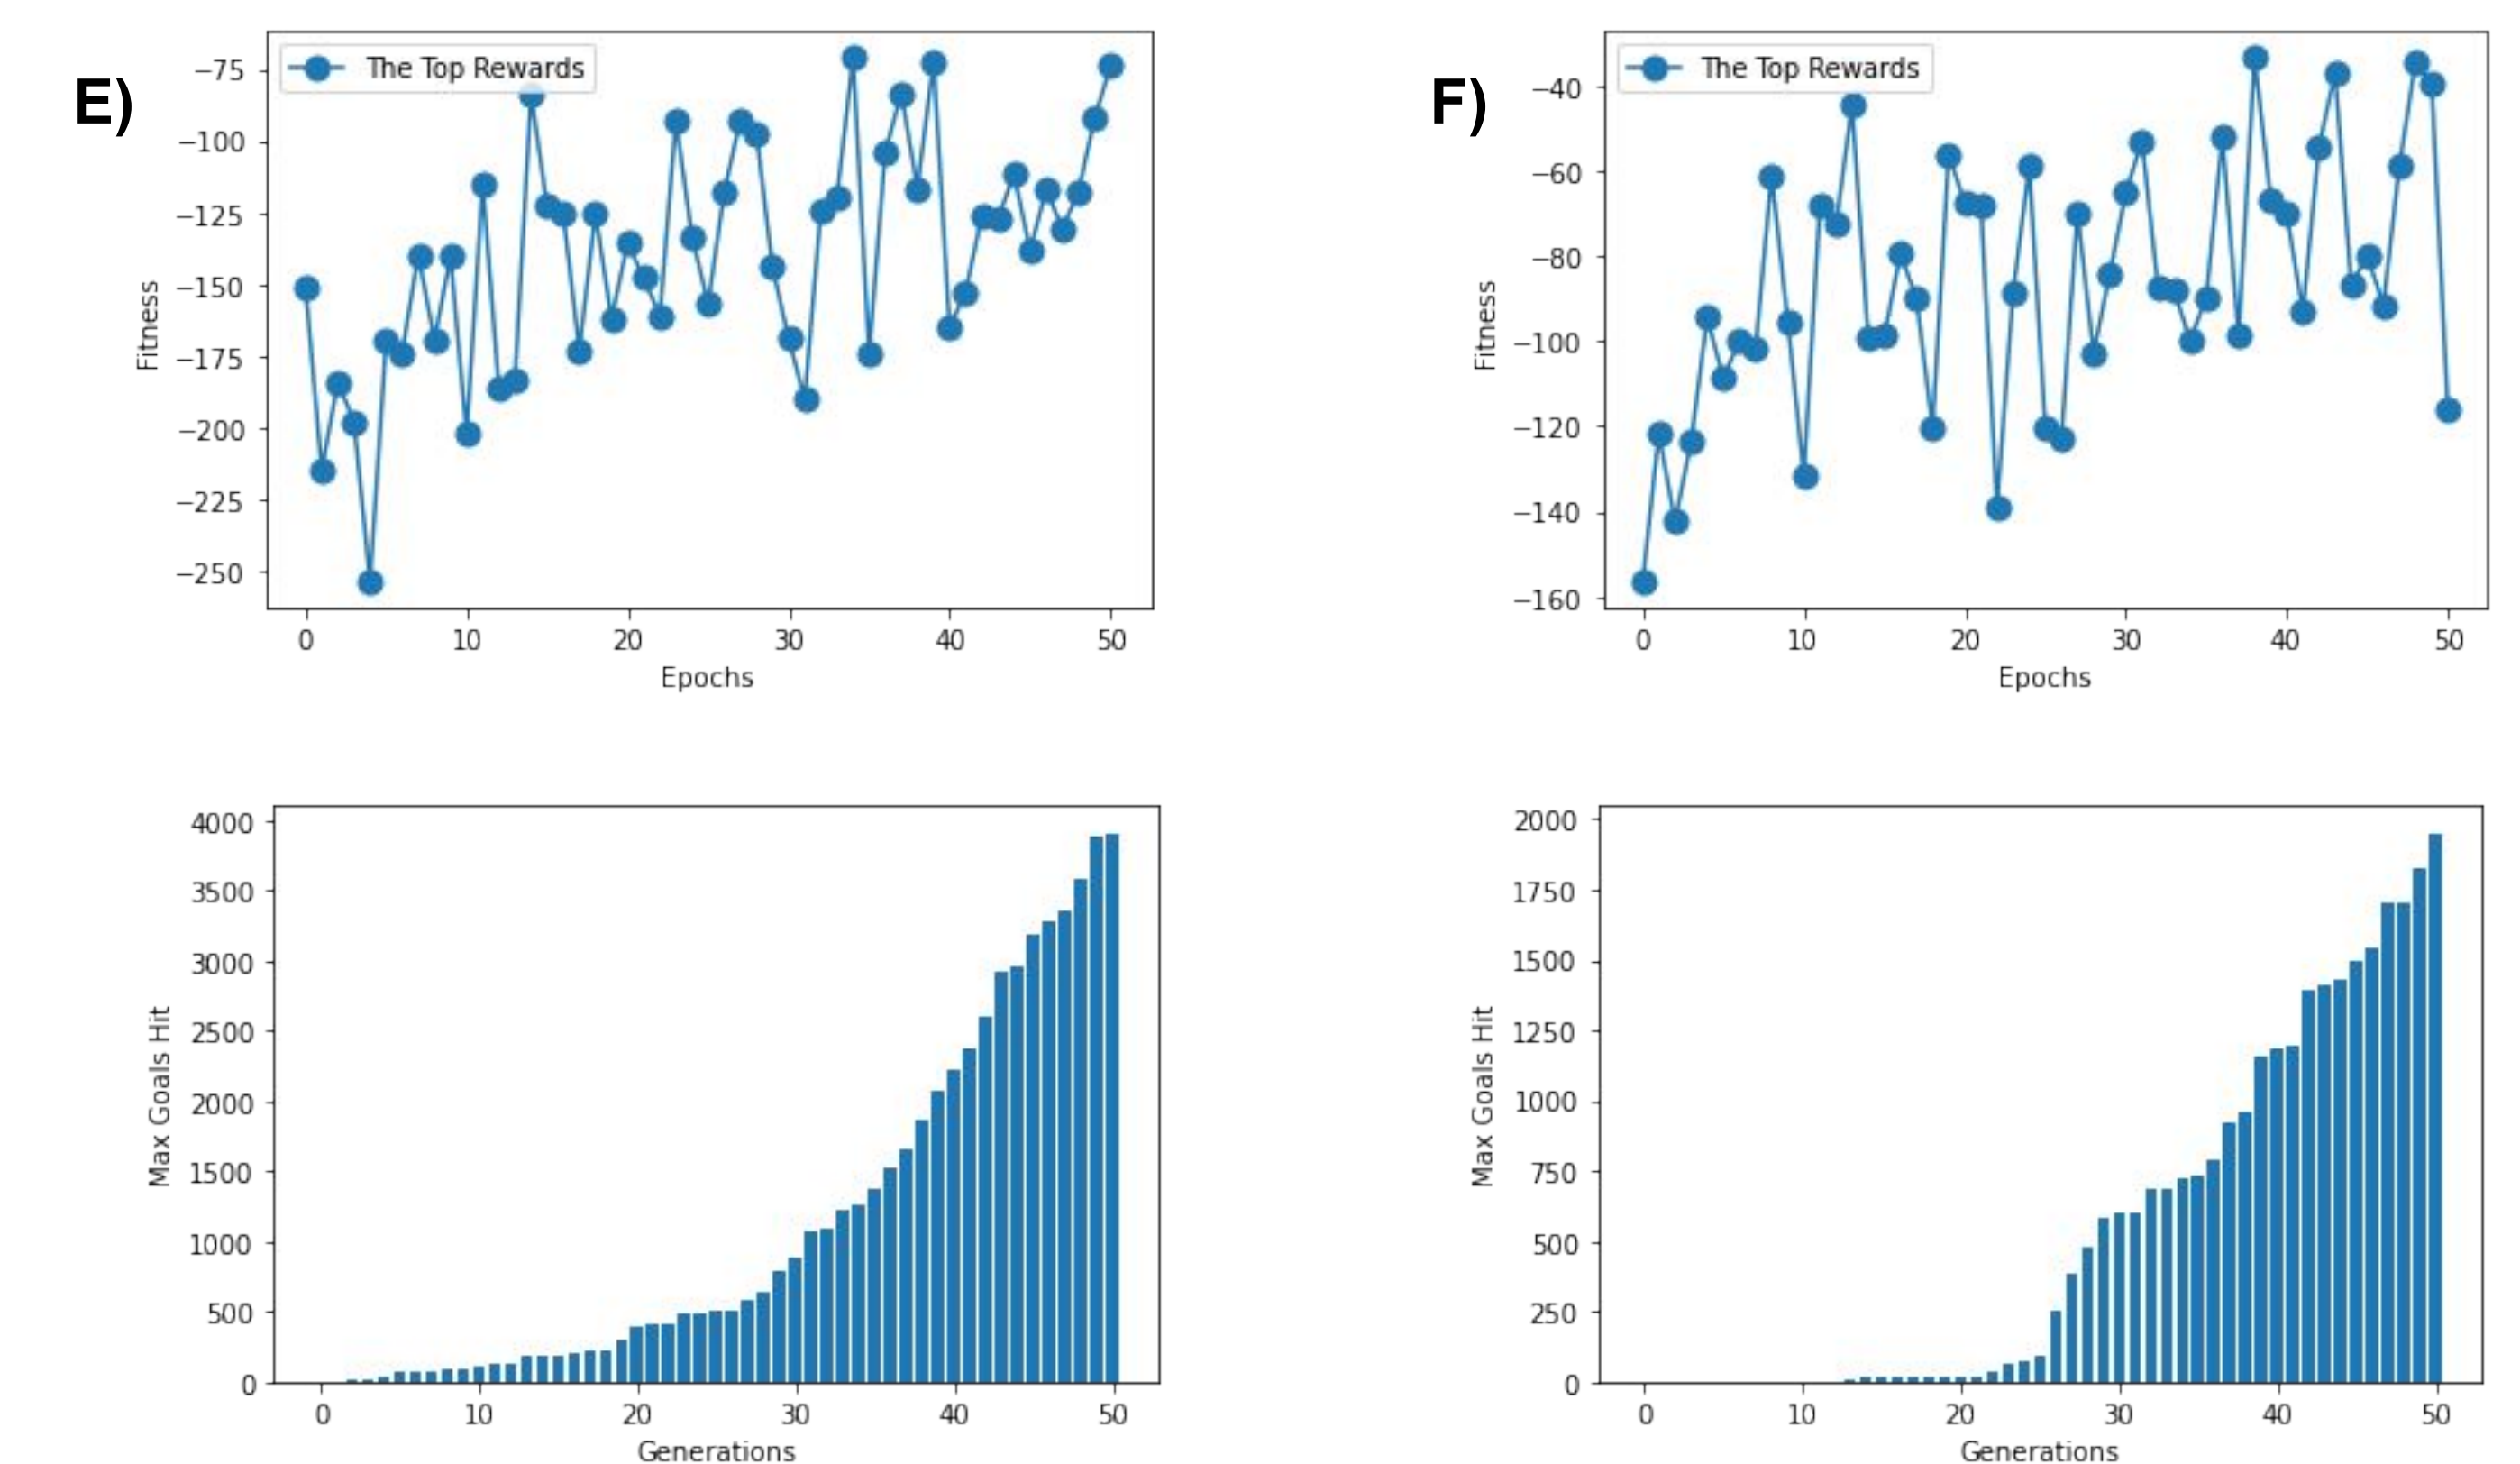 E)
The Top Rewards
−75
−100
−125
−150
−175
−200
−225
−250
Fitness
0 10 20 30 40 50
Epochs
F)
The Top Rewards
−40
−60
−80
−100
−120
−140
−160
Fitness
0 10 20 30 40 50
Epochs
4000
3500
3000
2500
2000
1500
1000
500
0
Max Goals Hit
0 10 20 30 40 50
Generations
2000
1750
1500
1250
1000
750
500
250
0
Max Goals Hit
0 10 20 30 40 50
Generations